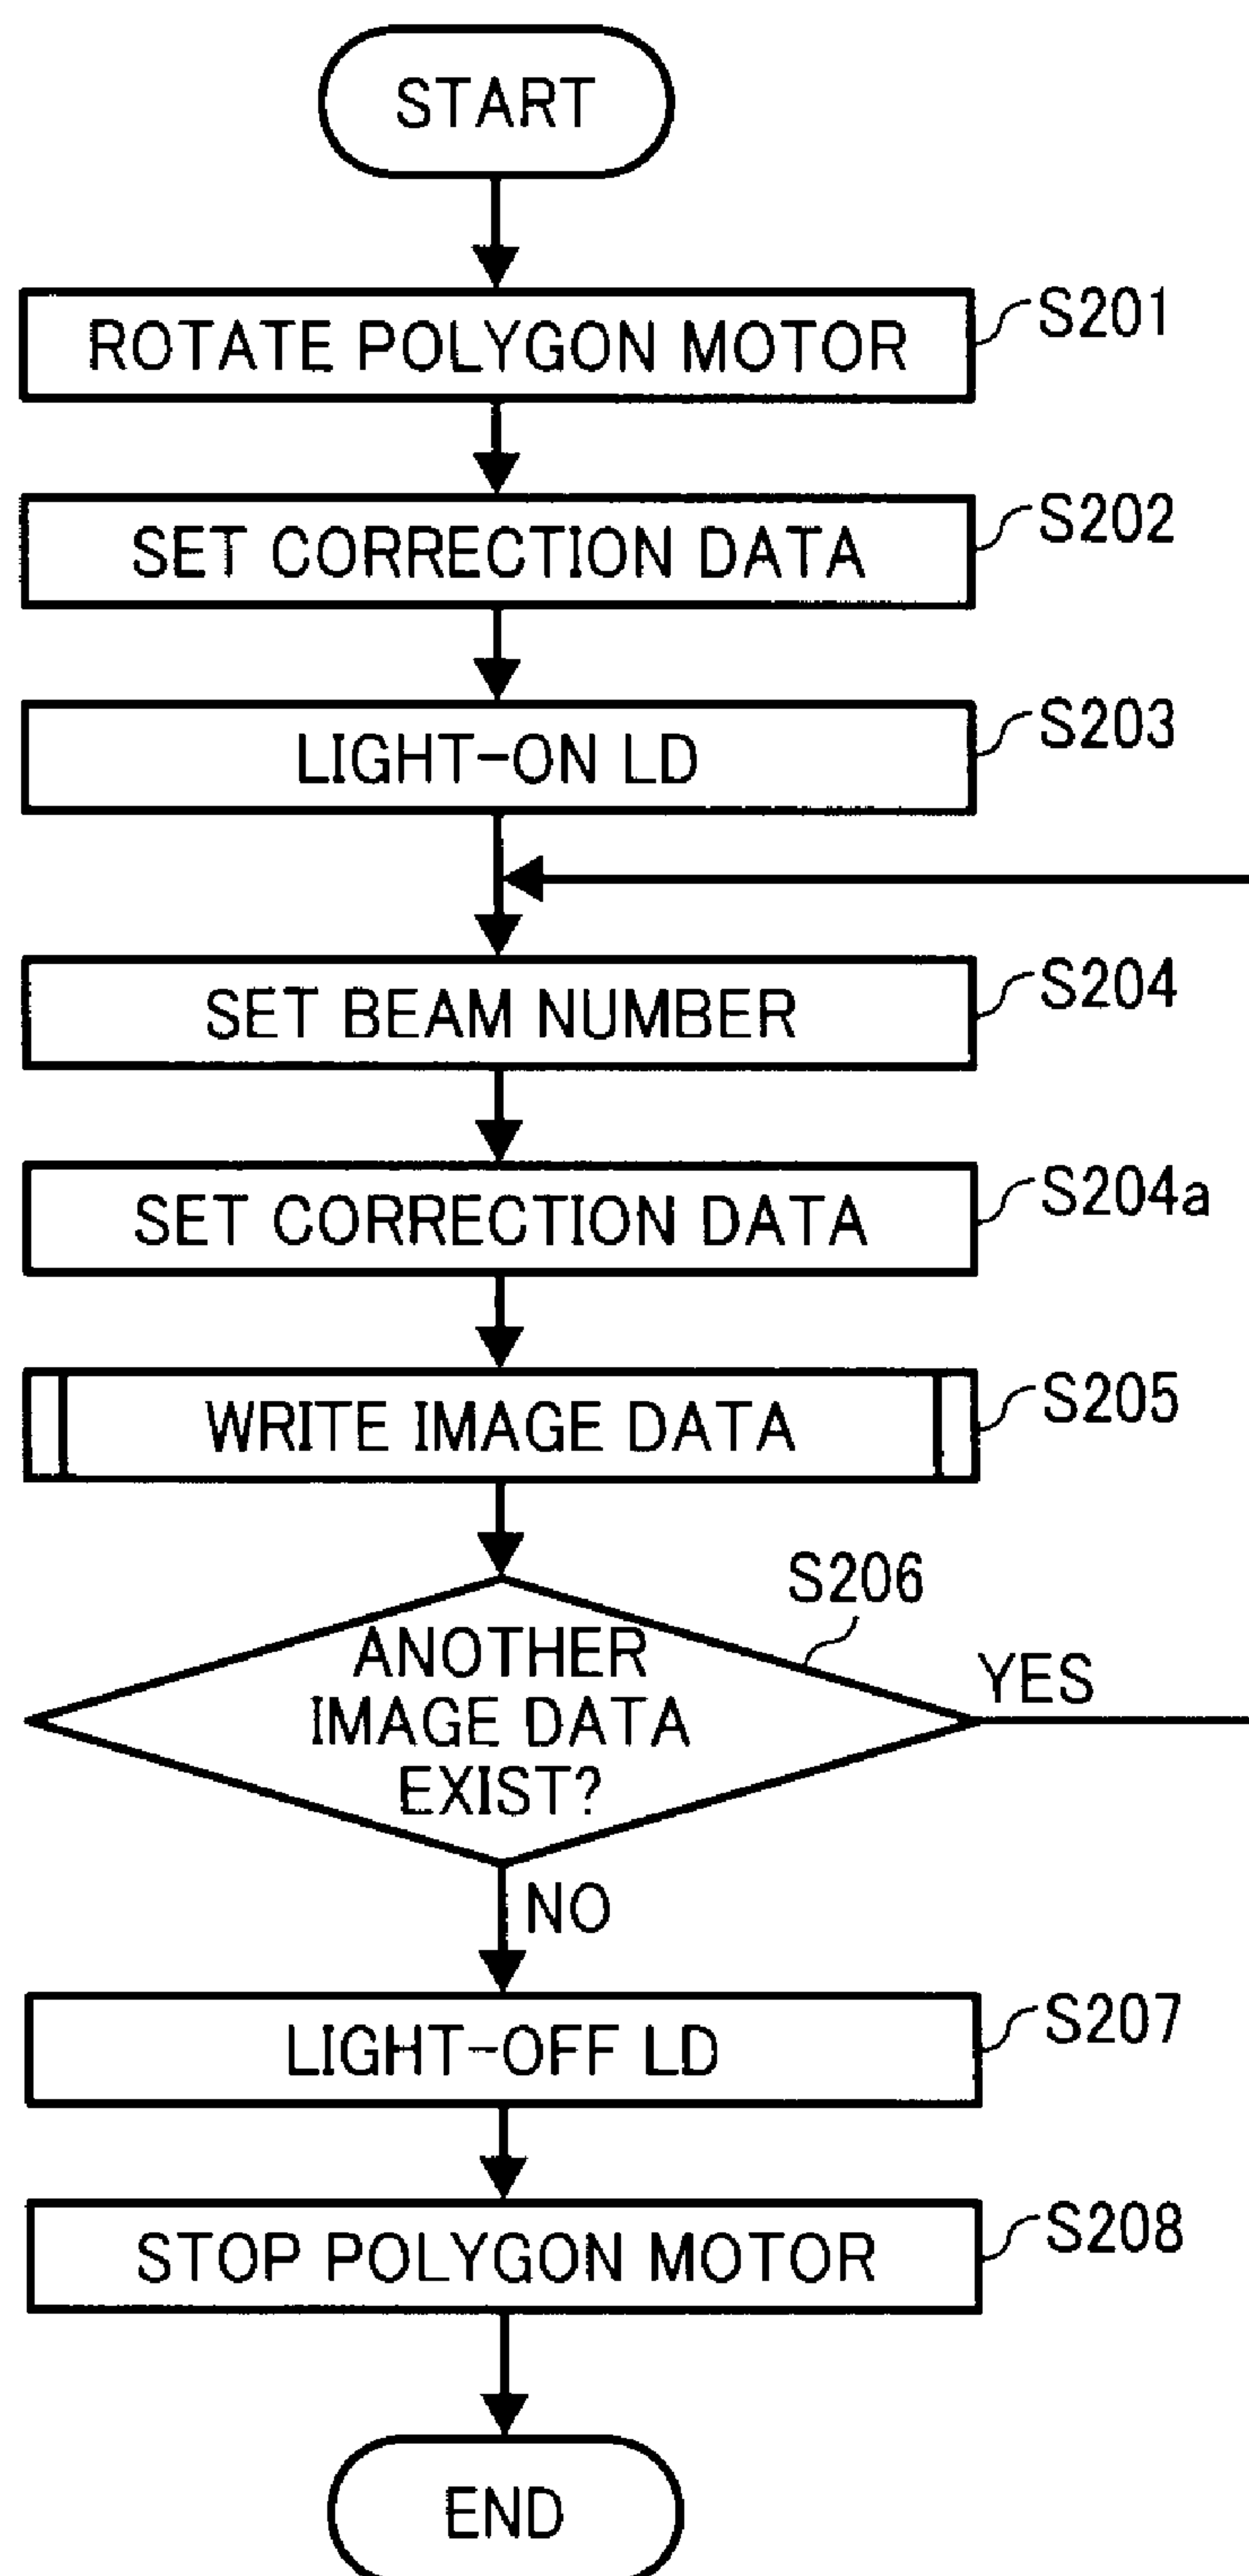 START
ROTATE POLYGON MOTOR
S201
SET CORRECTION DATA
S202
LIGHT-ON LD
S203
SET BEAM NUMBER
S204
SET CORRECTION DATA
S204a
WRITE IMAGE DATA
S205
S206
ANOTHER
IMAGE DATA
EXIST?
YES
NO
LIGHT-OFF LD
S207
STOP POLYGON MOTOR
S208
END